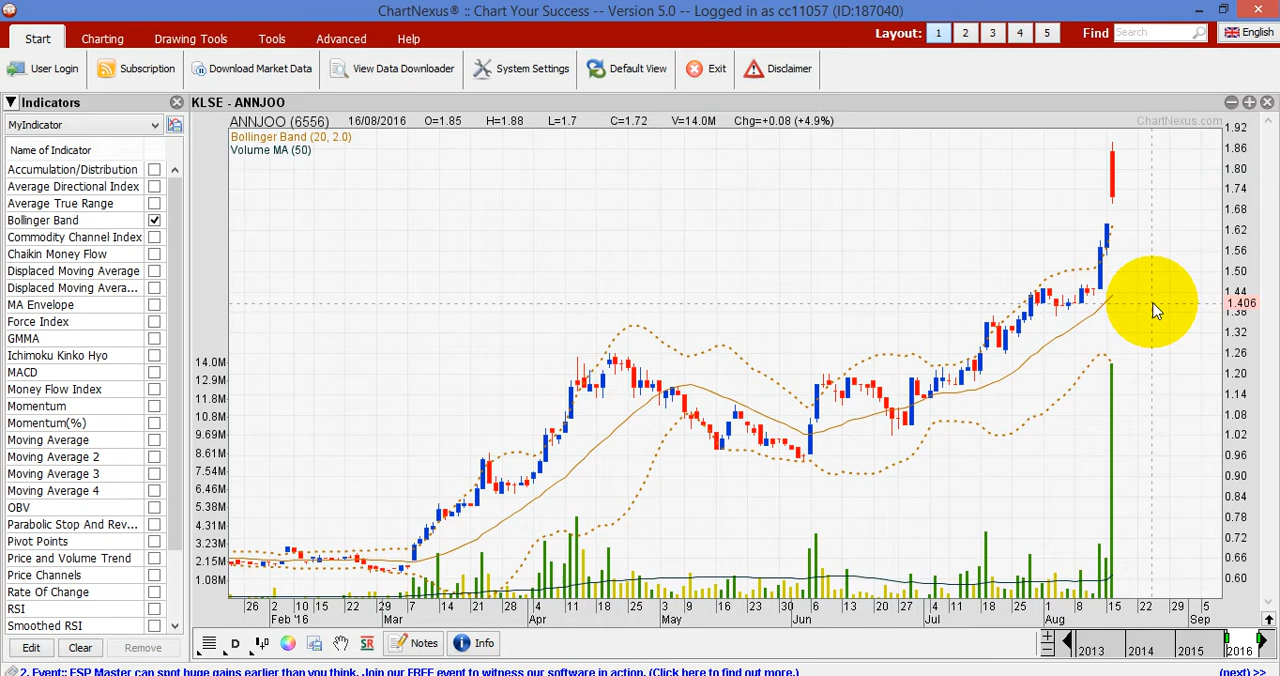 ChartNexus® :: Chart Your Success -- Version 5.0 -- Logged in as cc11057 (ID:187040)
Start Charting Drawing Tools Tools Advanced Help Layout: 1 2 3 4 5 Find Search English
User Login Subscription Download Market Data View Data Downloader System Settings Default View Exit Disclaimer
Indicators
MyIndicator
Name of Indicator
Accumulation/Distribution
Average Directional Index
Average True Range
Bollinger Band
Commodity Channel Index
Chaikin Money Flow
Displaced Moving Average
Displaced Moving Avera...
MA Envelope
Force Index
GMMA
Ichimoku Kinko Hyo
MACD
Money Flow Index
Momentum
Momentum(%)
Moving Average
Moving Average 2
Moving Average 3
Moving Average 4
OBV
Parabolic Stop And Rev...
Pivot Points
Price and Volume Trend
Price Channels
Rate Of Change
RSI
Smoothed RSI
Edit Clear Remove
KLSE - ANNJOO
ANNJOO (6556) 16/08/2016 O=1.85 H=1.88 L=1.7 C=1.72 V=14.0M Chg=+0.08 (+4.9%) ChartNexus.com
Bollinger Band (20, 2.0)
Volume MA (50)
1.92
1.86
1.80
1.74
1.68
1.62
1.56
1.50
1.44
1.406
1.38
1.32
1.26
1.20
1.14
1.08
1.02
0.96
0.90
0.84
0.78
0.72
0.66
0.60
14.0M
12.9M
11.8M
10.8M
9.69M
8.61M
7.54M
6.46M
5.38M
4.31M
3.23M
2.15M
1.08M
26 2 10 15 22 29 7 14 21 28 4 11 18 25 3 9 16 23 30 6 13 20 27 4 11 18 25 1 8 15 22 29 5
Feb '16 Mar Apr May Jun Jul Aug Sep
D SR Notes Info
2013 2014 2015 2016
2. Event:: ESP Master can spot huge gains earlier than you think. Join our FREE event to witness our software in action. (Click here to find out more.) (next) >>